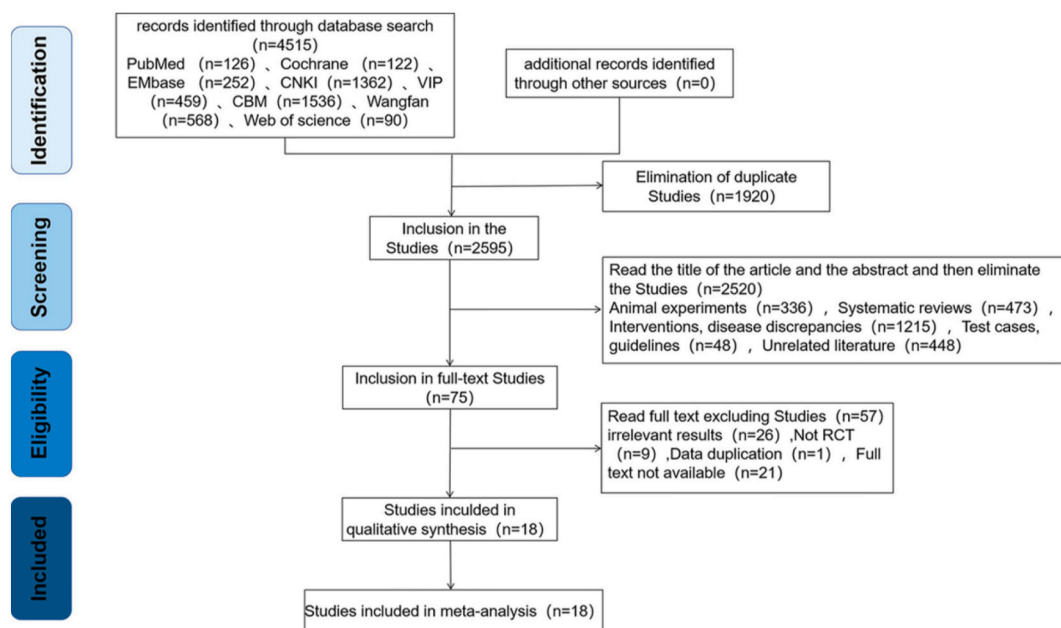 Identification
records identified through database search
（n=4515）
PubMed（n=126）、Cochrane（n=122）、
EMbase（n=252）、CNKI（n=1362）、VIP
（n=459）、CBM（n=1536）、Wangfan
（n=568）、Web of science（n=90）
additional records identified
through other sources（n=0）
Elimination of duplicate
Studies（n=1920）
Screening
Inclusion in the
Studies（n=2595）
Read the title of the article and the abstract and then eliminate
the Studies（n=2520）
Animal experiments（n=336）, Systematic reviews（n=473）,
Interventions, disease discrepancies（n=1215）, Test cases,
guidelines（n=48）, Unrelated literature（n=448）
Eligibility
Inclusion in full-text Studies
（n=75）
Read full text excluding Studies（n=57）
irrelevant results（n=26）,Not RCT
（n=9）,Data duplication（n=1）, Full
text not available（n=21）
Included
Studies inculded in
qualitative synthesis（n=18）
Studies included in meta-analysis（n=18）